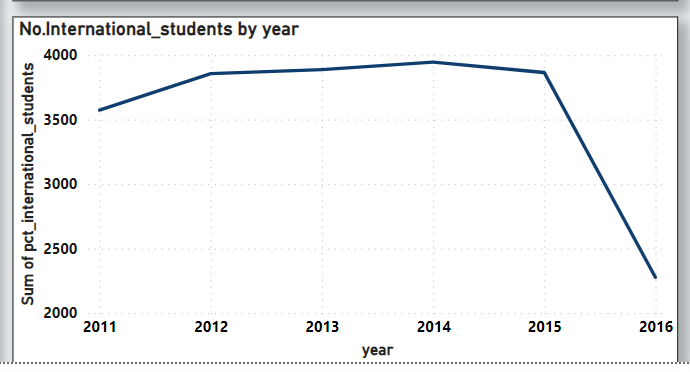 No.International_students by year
Sum of pct_international_students
4000
3500
3000
2500
2000
2011 2012 2013 2014 2015 2016
year